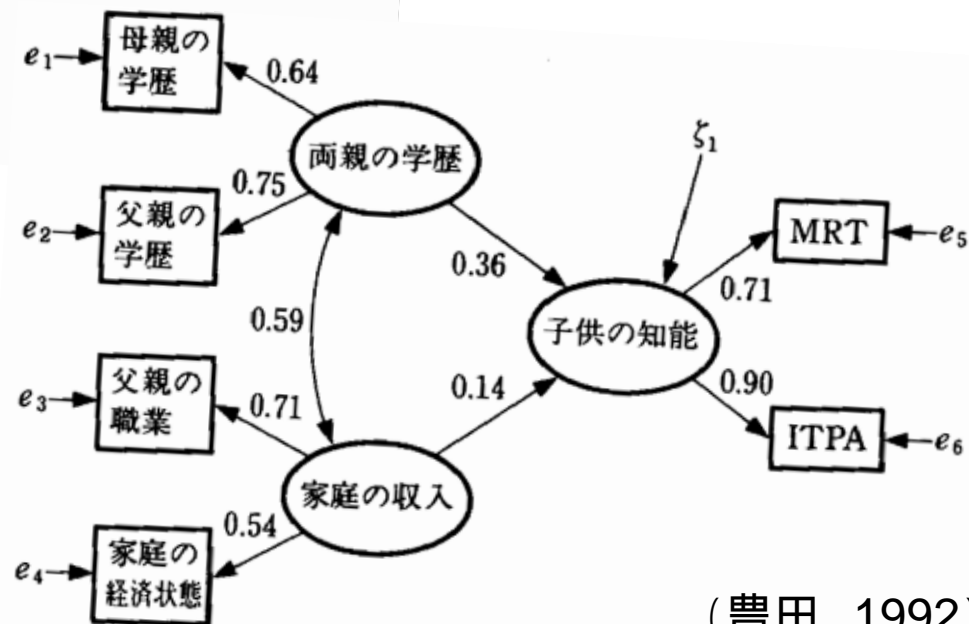 母親の
学歴
e1
0.64
両親の学歴
ζ1
0.75
父親の
学歴
e2
MRT
e5
0.36
0.71
0.59
子供の知能
父親の
職業
e3
0.71
0.14
0.90
ITPA
e6
家庭の収入
0.54
家庭の
経済状態
e4
(豊田, 1992)